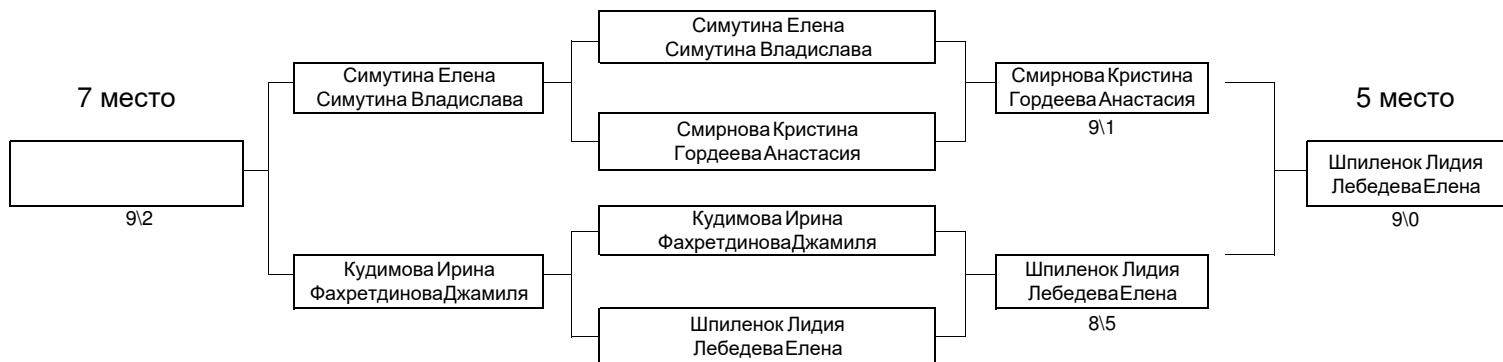 Симутина Елена
Симутина Владислава
7 место
Симутина Елена
Симутина Владислава
Смирнова Кристина
Гордеева Анастасия
9\1
5 место
Смирнова Кристина
Гордеева Анастасия
Шпиленок Лидия
Лебедева Елена
9\0
9\2
Кудимова Ирина
Фахретдинова Джамиля
Кудимова Ирина
Фахретдинова Джамиля
Шпиленок Лидия
Лебедева Елена
8\5
Шпиленок Лидия
Лебедева Елена